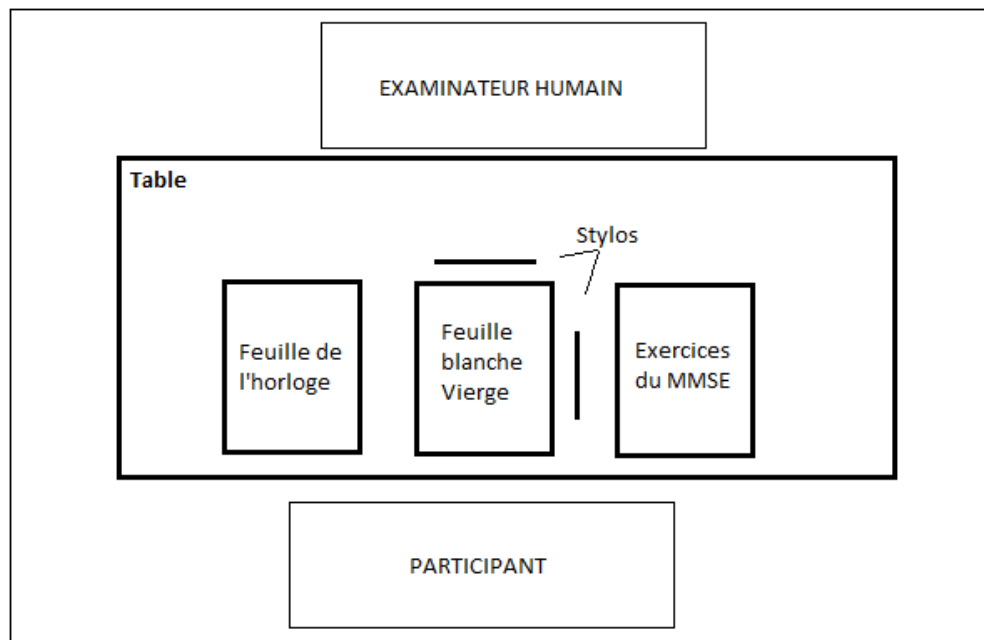 EXAMINATEUR HUMAIN
Table
Stylos
Feuille de
l'horloge
Feuille
blanche
Vierge
Exercices
du MMSE
PARTICIPANT